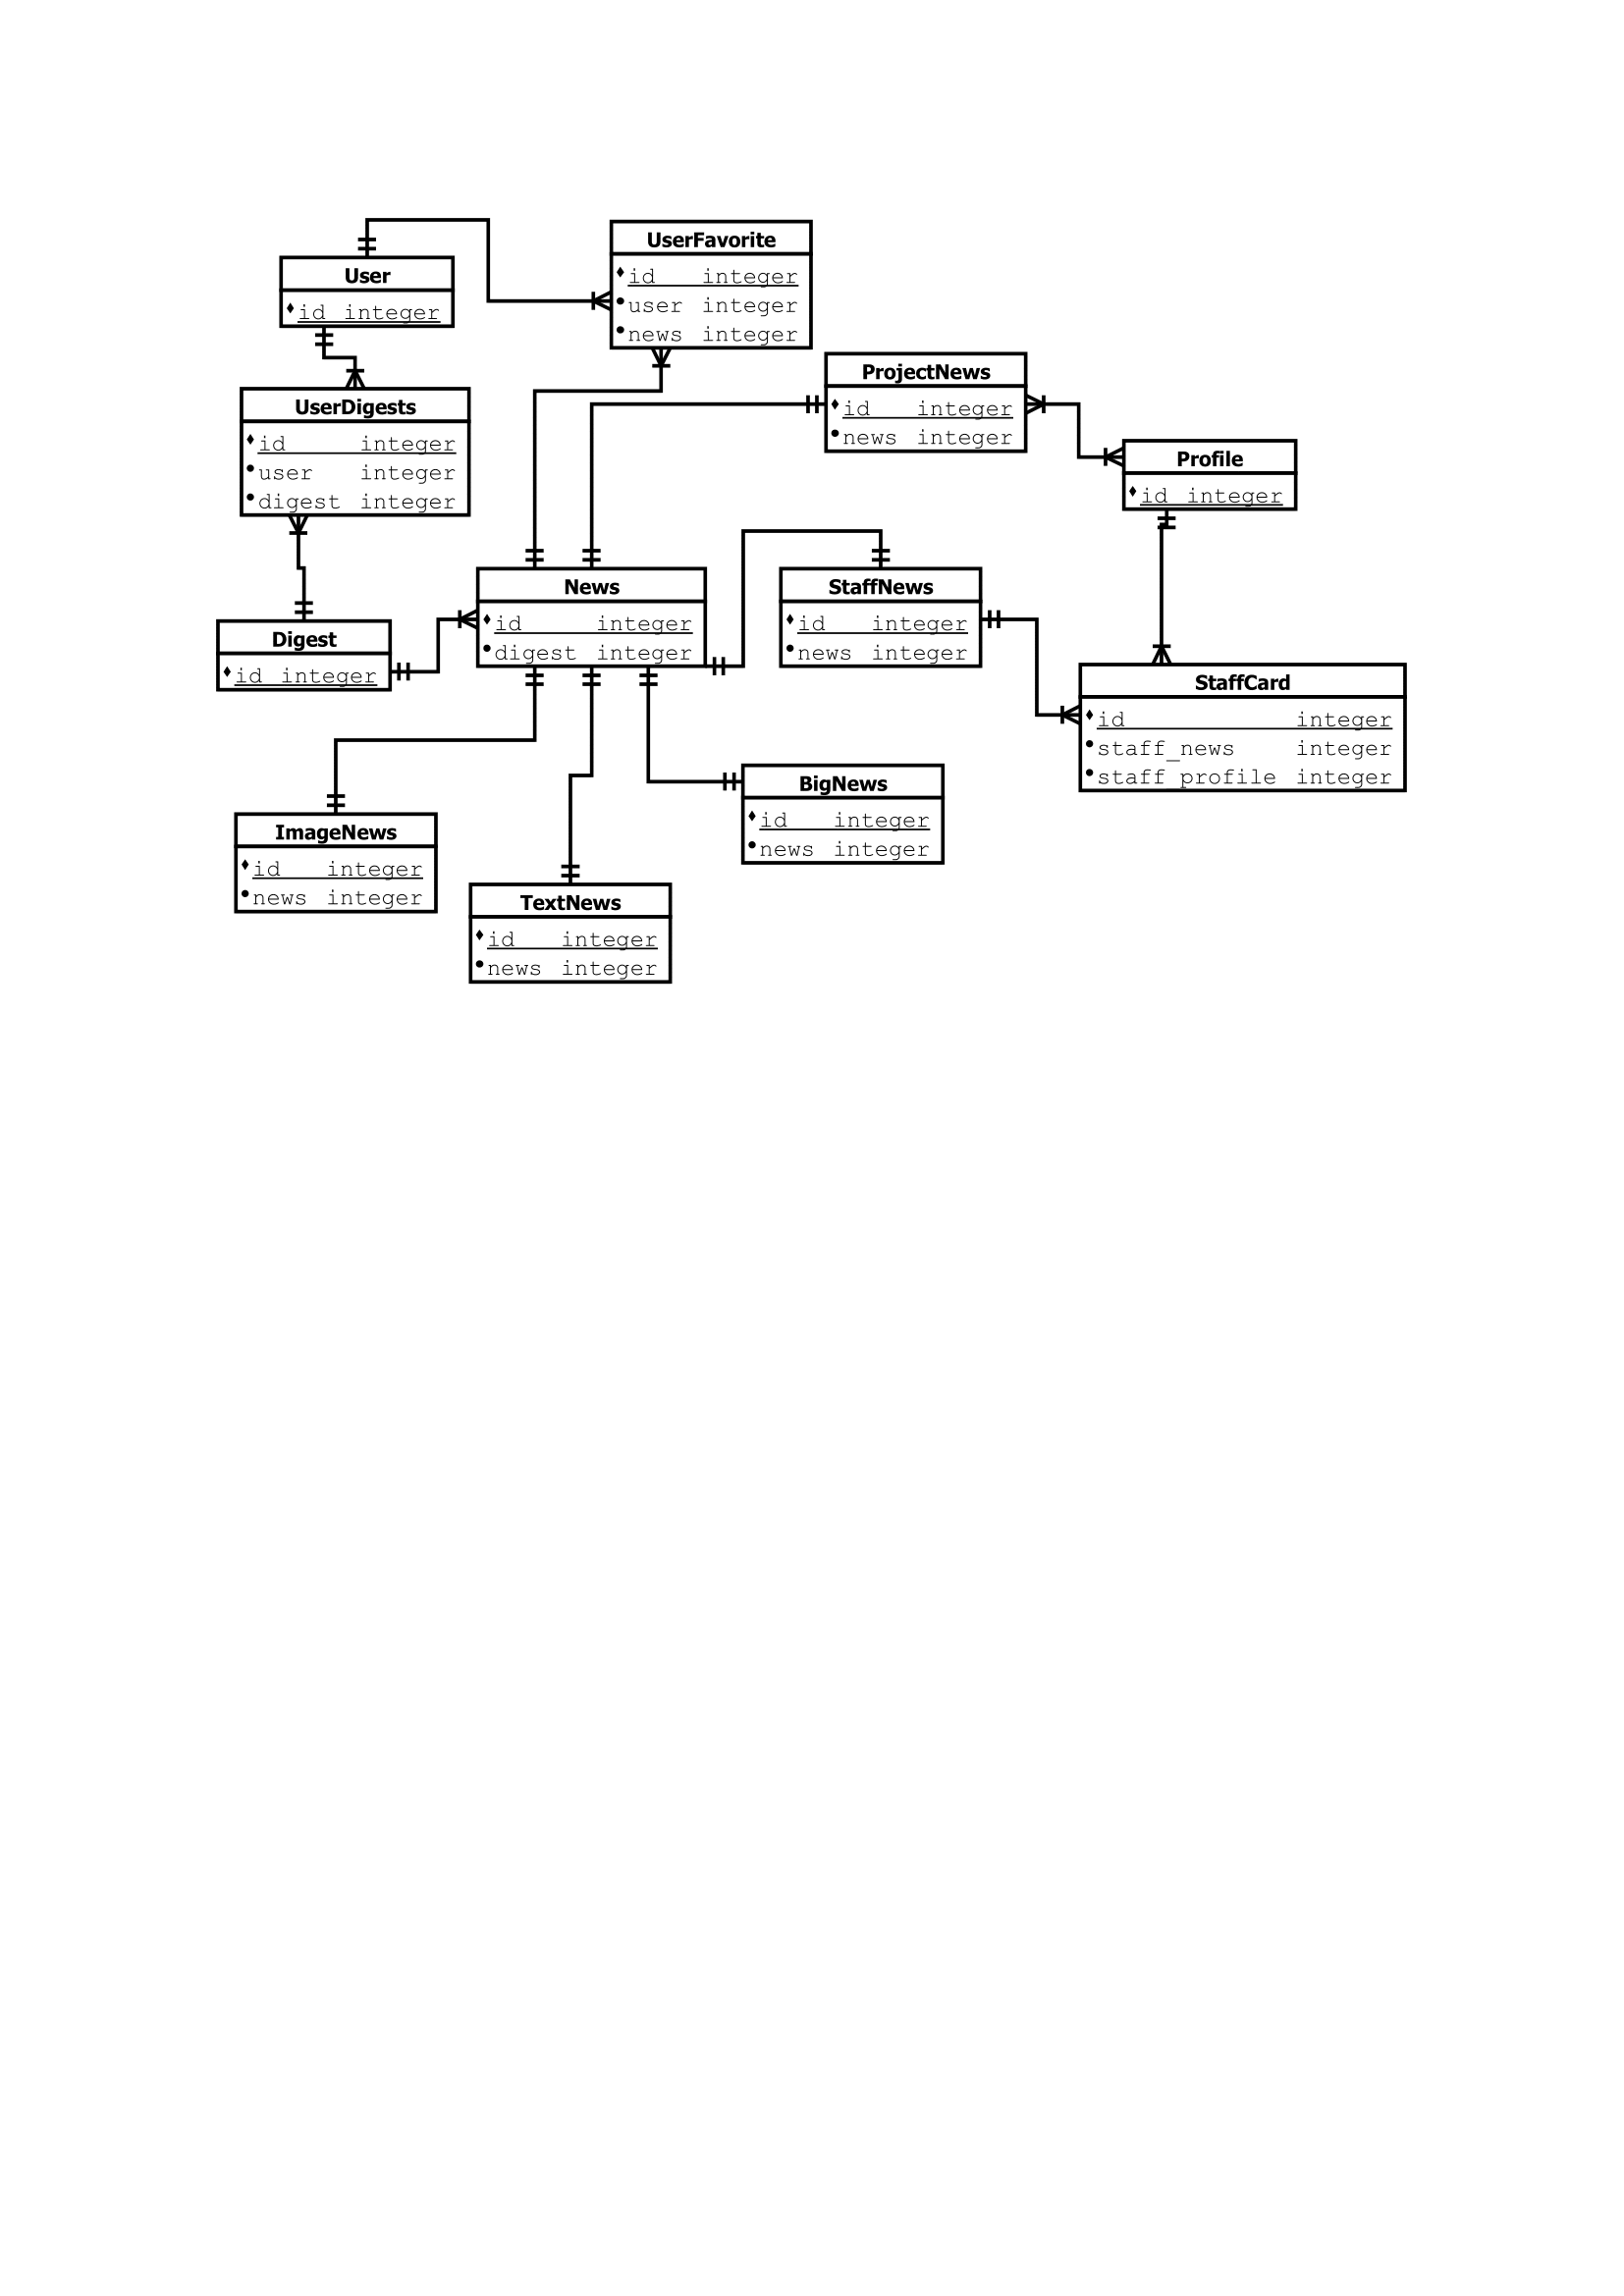 User
id integer
UserFavorite
id integer
user integer
news integer
UserDigests
id integer
user integer
digest integer
ProjectNews
id integer
news integer
Profile
id integer
Digest
id integer
News
id integer
digest integer
StaffNews
id integer
news integer
StaffCard
id integer
staff_news integer
staff_profile integer
ImageNews
id integer
news integer
TextNews
id integer
news integer
BigNews
id integer
news integer